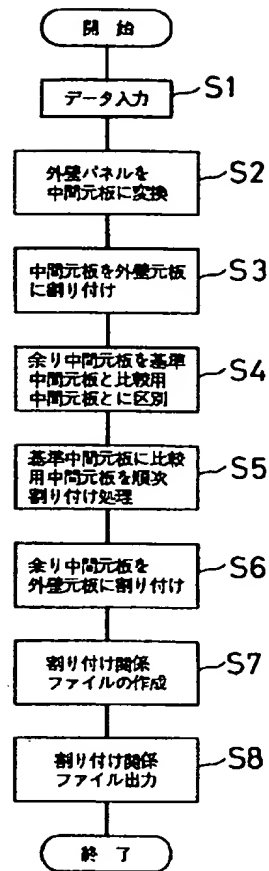 開 始
データ入力
S1
外壁パネルを
中間元板に変換
S2
中間元板を外壁元板
に割り付け
S3
余り中間元板を基準
中間元板と比較用
中間元板とに区別
S4
基準中間元板に比較
用中間元板を順次
割り付け処理
S5
余り中間元板を
外壁元板に割り付け
S6
割り付け関係
ファイルの作成
S7
割り付け関係
ファイル出力
S8
終 了